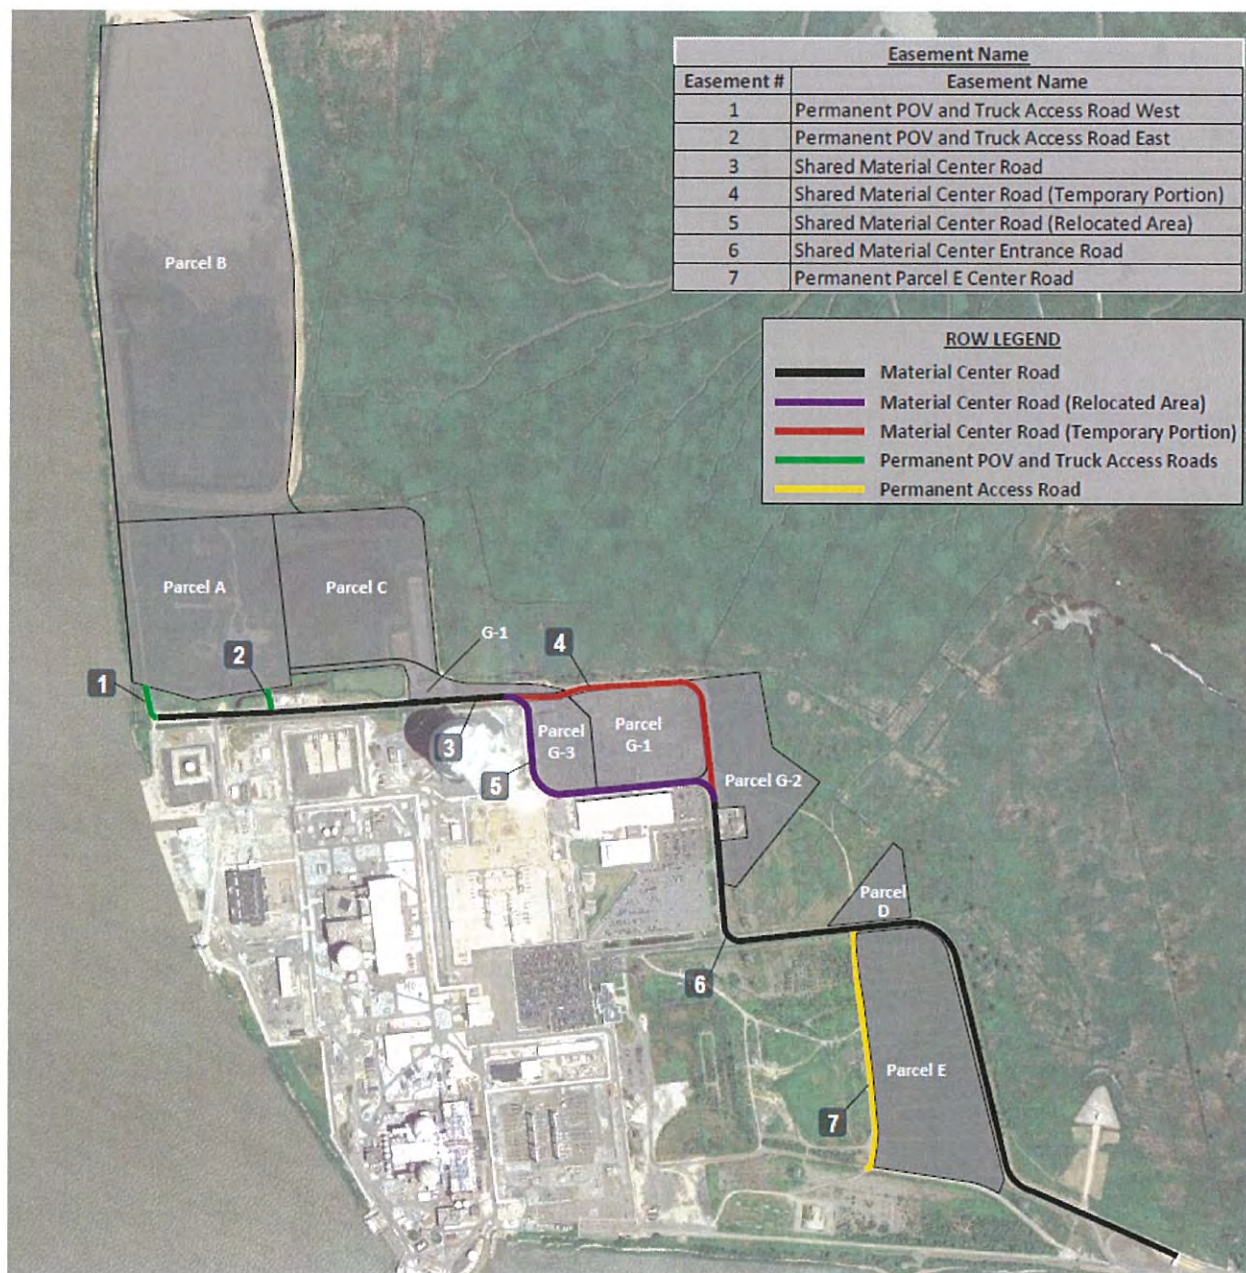 Easement Name
Easement # Easement Name
1 Permanent POV and Truck Access Road West
2 Permanent POV and Truck Access Road East
3 Shared Material Center Road
4 Shared Material Center Road (Temporary Portion)
5 Shared Material Center Road (Relocated Area)
6 Shared Material Center Entrance Road
7 Permanent Parcel E Center Road
ROW LEGEND
Material Center Road
Material Center Road (Relocated Area)
Material Center Road (Temporary Portion)
Permanent POV and Truck Access Roads
Permanent Access Road
Parcel B
Parcel A
Parcel C
G-1
4
2
1
3
5
Parcel
G-3
Parcel
G-1
Parcel G-2
Parcel
D
6
Parcel E
7